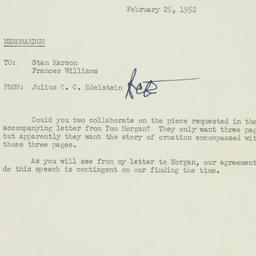 February 25, 1952
MEMORANDUM
TO: Stan Karson
Frances Williams
FROM: Julius C. C. Edelstein
Could you two collaborate on the piece requested in the
accompanying letter from Tom Morgan? They only want three pag
but apparently they want the story of creation encompassed wit
those three pages.
As you will see from my letter to Morgan, our agreement
do this speech is contingent on our finding the time.